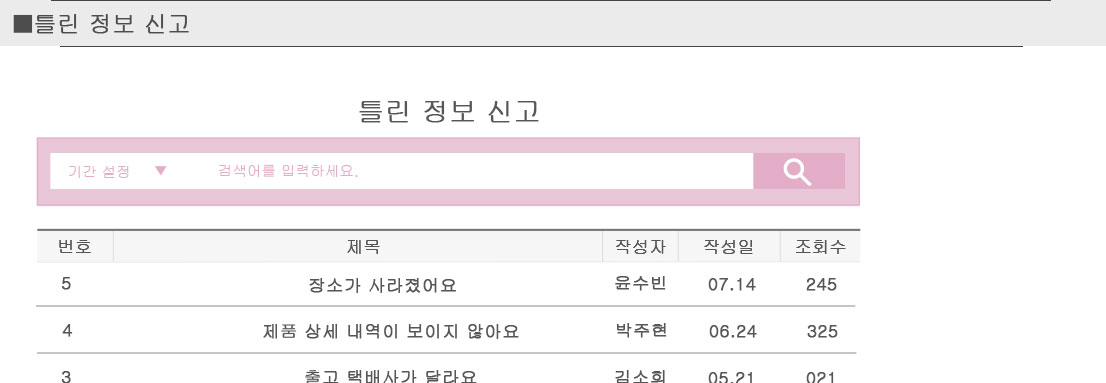 ■틀린 정보 신고
틀린 정보 신고
기간 설정 ▼ 검색어를 입력하세요.
번호 제목 작성자 작성일 조회수
5 장소가 사라졌어요 윤수빈 07.14 245
4 제품 상세 내역이 보이지 않아요 박주현 06.24 325
3 출고 택배사가 달라요 김소희 05.21 021